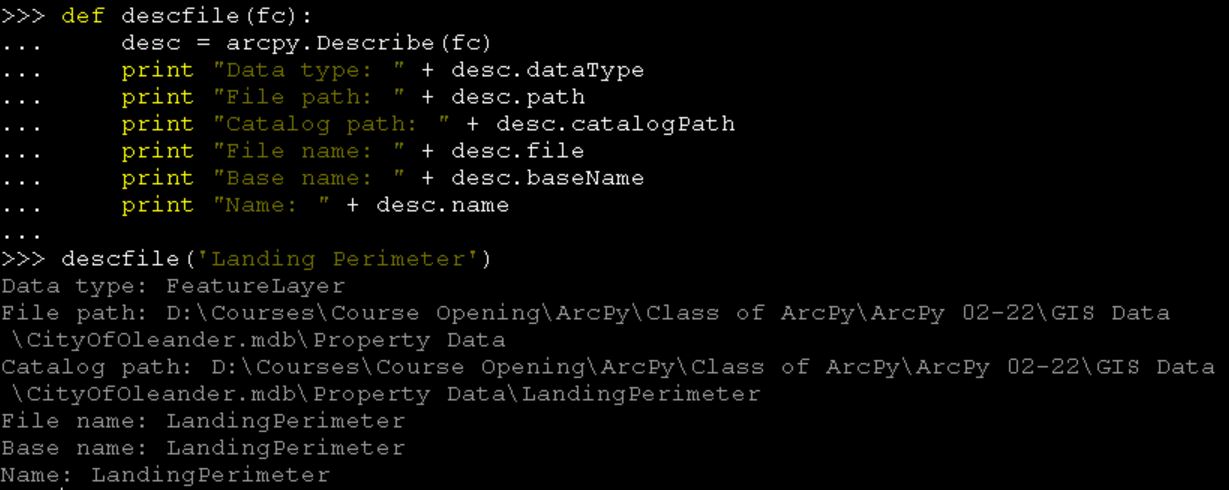 >>> def descfile(fc):
...     desc = arcpy.Describe(fc)
...     print "Data type: " + desc.dataType
...     print "File path: " + desc.path
...     print "Catalog path: " + desc.catalogPath
...     print "File name: " + desc.file
...     print "Base name: " + desc.baseName
...     print "Name: " + desc.name
...
>>> descfile('Landing Perimeter')
Data type: FeatureLayer
File path: D:\Courses\Course Opening\ArcPy\Class of ArcPy\ArcPy 02-22\GIS Data
\CityOfOleander.mdb\Property Data
Catalog path: D:\Courses\Course Opening\ArcPy\Class of ArcPy\ArcPy 02-22\GIS Data
\CityOfOleander.mdb\Property Data\LandingPerimeter
File name: LandingPerimeter
Base name: LandingPerimeter
Name: LandingPerimeter